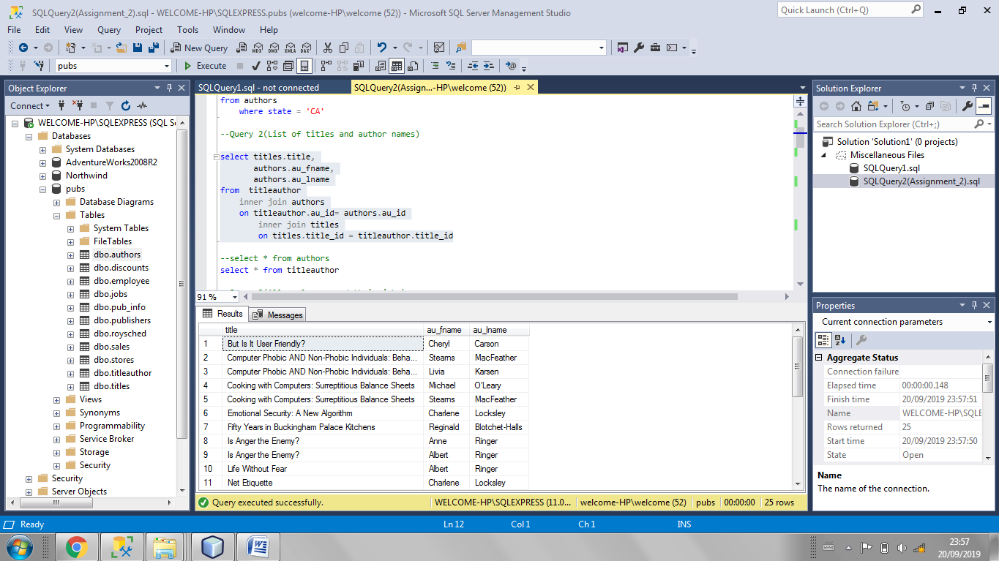 SQLQuery2(Assignment_2).sql - WELCOME-HP\SQLEXPRESS.pubs (welcome-HP\welcome (52)) - Microsoft SQL Server Management Studio
Quick Launch (Ctrl+Q)
File Edit View Query Project Tools Window Help
New Query MDX DMX XMLA DAX
pubs Execute
Object Explorer
Connect
WELCOME-HP\SQLEXPRESS (SQL S
Databases
System Databases
AdventureWorks2008R2
Northwind
pubs
Database Diagrams
Tables
System Tables
FileTables
dbo.authors
dbo.discounts
dbo.employee
dbo.jobs
dbo.pub_info
dbo.publishers
dbo.roysched
dbo.sales
dbo.stores
dbo.titleauthor
dbo.titles
Views
Synonyms
Programmability
Service Broker
Storage
Security
Security
Server Objects
SQLQuery1.sql - not connected
SQLQuery2(Assign...-HP\welcome (52))
from authors
where state = 'CA'
--Query 2(List of titles and author names)
select titles.title,
authors.au_fname,
authors.au_lname
from titleauthor
inner join authors
on titleauthor.au_id= authors.au_id
inner join titles
on titles.title_id = titleauthor.title_id
--select * from authors
select * from titleauthor
91 %
Results Messages
title au_fname au_lname
1 But Is It User Friendly? Cheryl Carson
2 Computer Phobic AND Non-Phobic Individuals: Beha... Stearns MacFeather
3 Computer Phobic AND Non-Phobic Individuals: Beha... Livia Karsen
4 Cooking with Computers: Surreptitious Balance Sheets Michael O'Leary
5 Cooking with Computers: Surreptitious Balance Sheets Stearns MacFeather
6 Emotional Security: A New Algorithm Charlene Locksley
7 Fifty Years in Buckingham Palace Kitchens Reginald Blotchet-Halls
8 Is Anger the Enemy? Anne Ringer
9 Is Anger the Enemy? Albert Ringer
10 Life Without Fear Albert Ringer
11 Net Etiquette Charlene Locksley
Query executed successfully. WELCOME-HP\SQLEXPRESS (11.0... welcome-HP\welcome (52) pubs 00:00:00 25 rows
Solution Explorer
Search Solution Explorer (Ctrl+;)
Solution 'Solution1' (0 projects)
Miscellaneous Files
SQLQuery1.sql
SQLQuery2(Assignment_2).sql
Properties
Current connection parameters
Aggregate Status
Connection failure
Elapsed time 00:00:00.148
Finish time 20/09/2019 23:57:51
Name WELCOME-HP\SQLE
Rows returned 25
Start time 20/09/2019 23:57:50
State Open
Name
The name of the connection.
Ready Ln 12 Col 1 Ch 1 INS
23:57
20/09/2019